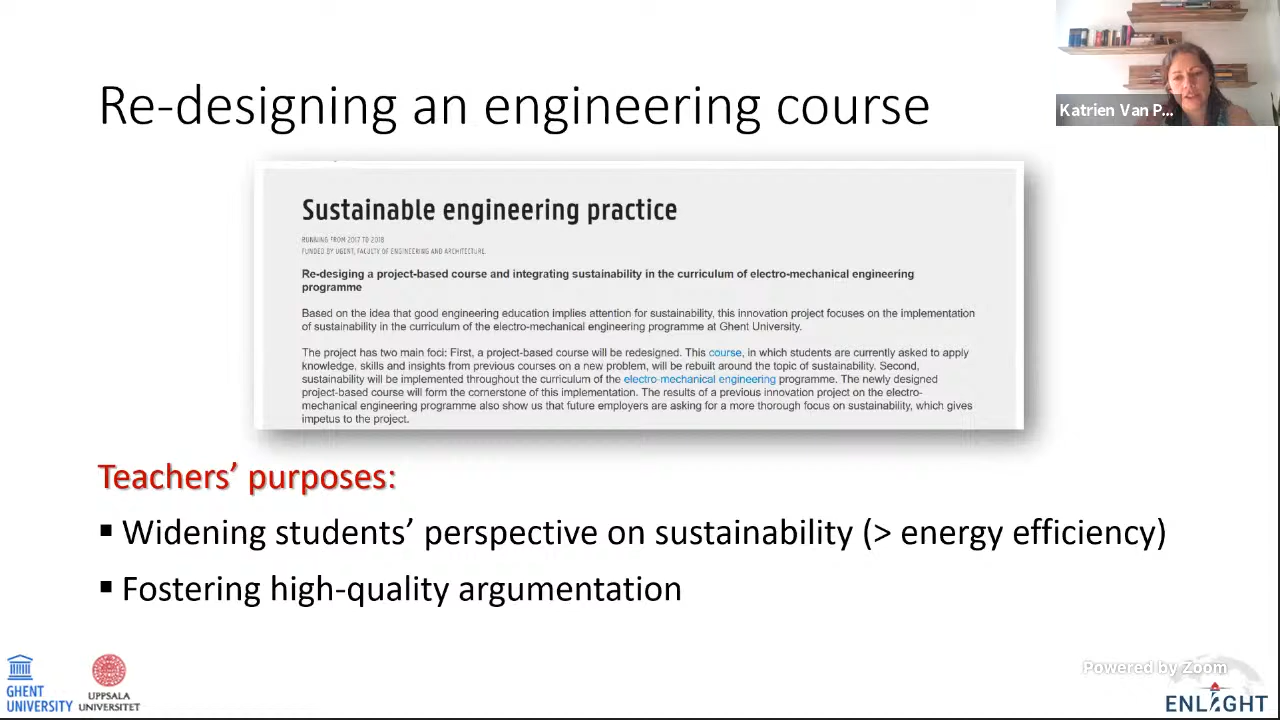 Katrien Van P...
Re-designing an engineering course
Sustainable engineering practice
RUNNING FROM 2017 TO 2018
FUNDED BY UGENT, FACULTY OF ENGINEERING AND ARCHITECTURE
Re-desiging a project-based course and integrating sustainability in the curriculum of electro-mechanical engineering
programme
Based on the idea that good engineering education implies attention for sustainability, this innovation project focuses on the implementation
of sustainability in the curriculum of the electro-mechanical engineering programme at Ghent University.
The project has two main foci: First, a project-based course will be redesigned. This course, in which students are currently asked to apply
knowledge, skills and insights from previous courses on a new problem, will be rebuilt around the topic of sustainability. Second,
sustainability will be implemented throughout the curriculum of the electro-mechanical engineering programme. The newly designed
project-based course will form the cornerstone of this implementation. The results of a previous innovation project on the electro-
mechanical engineering programme also show us that future employers are asking for a more thorough focus on sustainability, which gives
impetus to the project.
Teachers’ purposes:
▪ Widening students’ perspective on sustainability (> energy efficiency)
▪ Fostering high-quality argumentation
Powered by Zoom
GHENT
UNIVERSITY
UPPSALA
UNIVERSITET
ENLIGHT